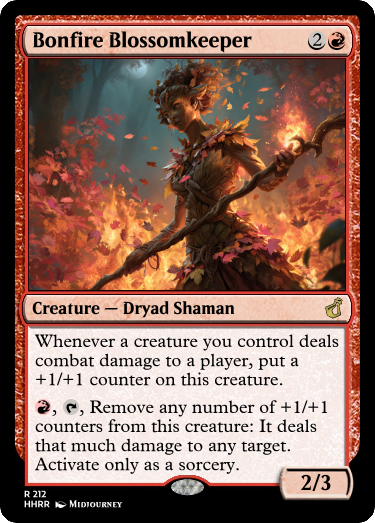 Bonfire Blossomkeeper 2
Creature — Dryad Shaman
Whenever a creature you control deals
combat damage to a player, put a
+1/+1 counter on this creature.
, , Remove any number of +1/+1
counters from this creature: It deals
that much damage to any target.
Activate only as a sorcery.
2/3
R 212
HHRR MIDJOURNEY